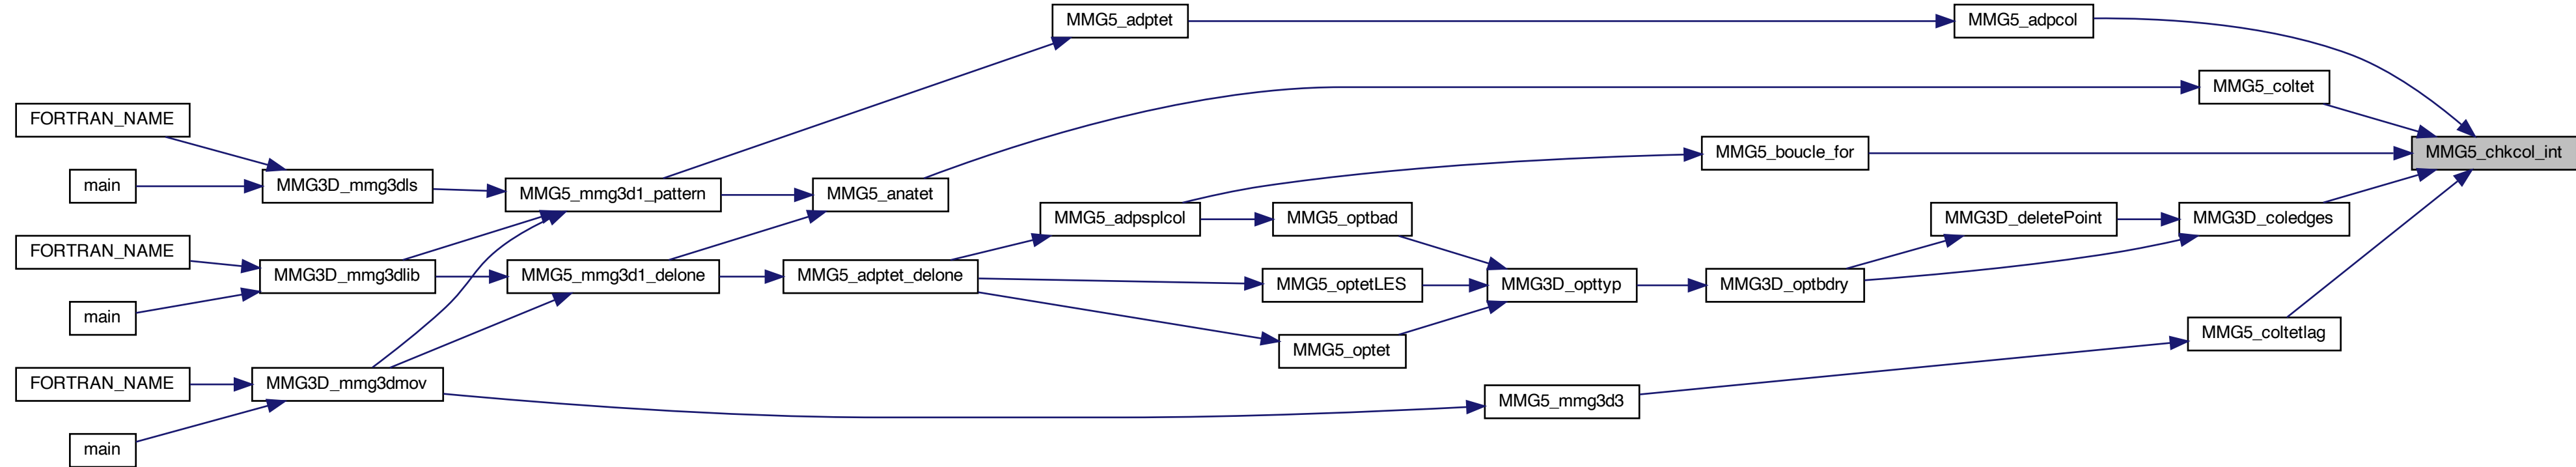 MMG5_adptet
MMG5_adpcol
MMG5_coltet
FORTRAN_NAME
MMG5_boucle_for
MMG5_chkcol_int
main
MMG3D_mmg3dls
MMG5_mmg3d1_pattern
MMG5_anatet
MMG5_adpsplcol
MMG5_optbad
MMG3D_deletePoint
MMG3D_coledges
FORTRAN_NAME
MMG3D_mmg3dlib
MMG5_mmg3d1_delone
MMG5_adptet_delone
MMG5_optetLES
MMG3D_opttyp
MMG3D_optbdry
main
MMG5_coltetlag
MMG5_optet
FORTRAN_NAME
MMG3D_mmg3dmov
MMG5_mmg3d3
main